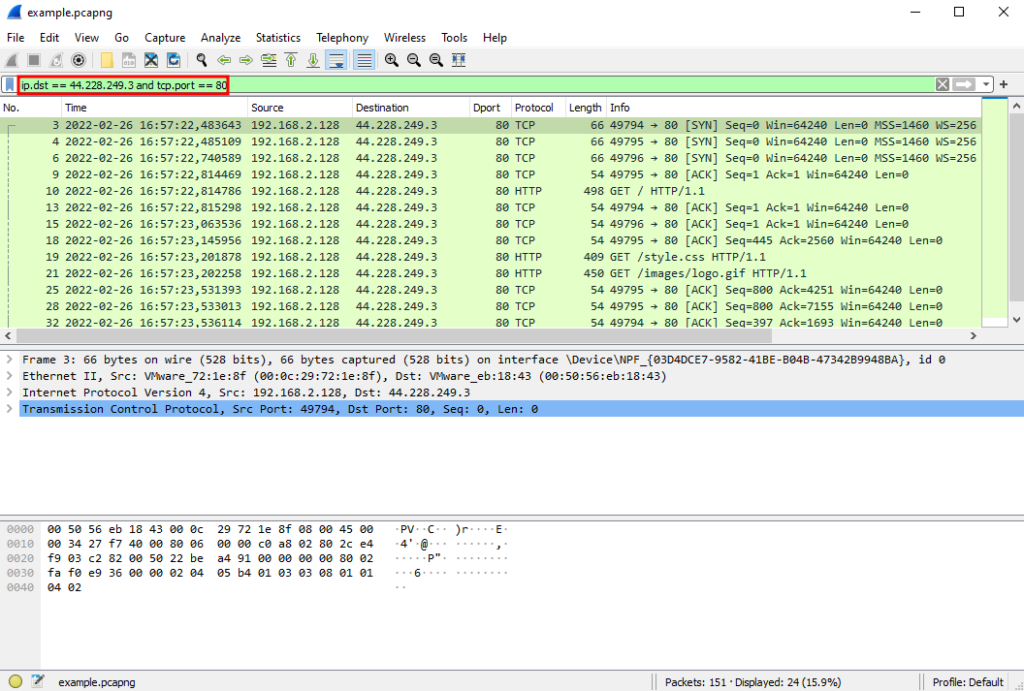 example.pcapng
File Edit View Go Capture Analyze Statistics Telephony Wireless Tools Help
ip.dst == 44.228.249.3 and tcp.port == 80
No. Time Source Destination Dport Protocol Length Info
3 2022-02-26 16:57:22,483643 192.168.2.128 44.228.249.3 80 TCP 66 49794 → 80 [SYN] Seq=0 Win=64240 Len=0 MSS=1460 WS=256
4 2022-02-26 16:57:22,485109 192.168.2.128 44.228.249.3 80 TCP 66 49795 → 80 [SYN] Seq=0 Win=64240 Len=0 MSS=1460 WS=256
6 2022-02-26 16:57:22,740589 192.168.2.128 44.228.249.3 80 TCP 66 49796 → 80 [SYN] Seq=0 Win=64240 Len=0 MSS=1460 WS=256
9 2022-02-26 16:57:22,814469 192.168.2.128 44.228.249.3 80 TCP 54 49795 → 80 [ACK] Seq=1 Ack=1 Win=64240 Len=0
10 2022-02-26 16:57:22,814786 192.168.2.128 44.228.249.3 80 HTTP 498 GET / HTTP/1.1
13 2022-02-26 16:57:22,815298 192.168.2.128 44.228.249.3 80 TCP 54 49794 → 80 [ACK] Seq=1 Ack=1 Win=64240 Len=0
15 2022-02-26 16:57:23,063536 192.168.2.128 44.228.249.3 80 TCP 54 49796 → 80 [ACK] Seq=1 Ack=1 Win=64240 Len=0
18 2022-02-26 16:57:23,145956 192.168.2.128 44.228.249.3 80 TCP 54 49795 → 80 [ACK] Seq=445 Ack=2560 Win=64240 Len=0
19 2022-02-26 16:57:23,201878 192.168.2.128 44.228.249.3 80 HTTP 409 GET /style.css HTTP/1.1
21 2022-02-26 16:57:23,202258 192.168.2.128 44.228.249.3 80 HTTP 450 GET /images/logo.gif HTTP/1.1
25 2022-02-26 16:57:23,531393 192.168.2.128 44.228.249.3 80 TCP 54 49795 → 80 [ACK] Seq=800 Ack=4251 Win=64240 Len=0
28 2022-02-26 16:57:23,533013 192.168.2.128 44.228.249.3 80 TCP 54 49795 → 80 [ACK] Seq=800 Ack=7155 Win=64240 Len=0
32 2022-02-26 16:57:23,536114 192.168.2.128 44.228.249.3 80 TCP 54 49794 → 80 [ACK] Seq=397 Ack=1693 Win=64240 Len=0
Frame 3: 66 bytes on wire (528 bits), 66 bytes captured (528 bits) on interface \Device\NPF_{03D4DCE7-9582-41BE-B04B-47342B9948BA}, id 0
Ethernet II, Src: VMware_72:1e:8f (00:0c:29:72:1e:8f), Dst: VMware_eb:18:43 (00:50:56:eb:18:43)
Internet Protocol Version 4, Src: 192.168.2.128, Dst: 44.228.249.3
Transmission Control Protocol, Src Port: 49794, Dst Port: 80, Seq: 0, Len: 0
0000 00 50 56 eb 18 43 00 0c 29 72 1e 8f 08 00 45 00 ·PV··C·· )r····E·
0010 00 34 27 f7 40 00 80 06 00 00 c0 a8 02 80 2c e4 ·4'·@··· ······,·
0020 f9 03 c2 82 00 50 22 be a4 91 00 00 00 00 80 02 ·····P"· ········
0030 fa f0 e9 36 00 00 02 04 05 b4 01 03 03 08 01 01 ···6···· ········
0040 04 02 ··
example.pcapng Packets: 151 · Displayed: 24 (15.9%) Profile: Default